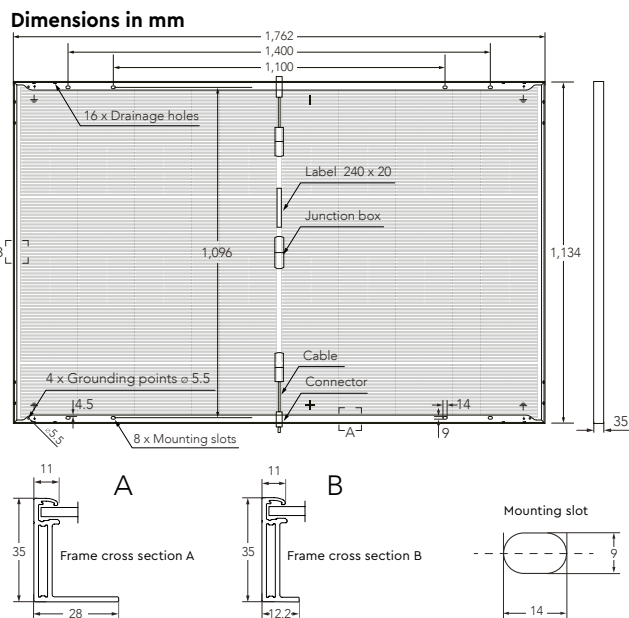 Dimensions in mm
1,762
1,400
1,100
16 x Drainage holes
Label 240 x 20
Junction box
B
1,096
1,134
Cable
4 x Grounding points ø 5.5
Connector
4.5
+
14
ø5.5
8 x Mounting slots
A
9
35
11
A
11
B
Mounting slot
35
Frame cross section A
35
Frame cross section B
9
28
12.2
14